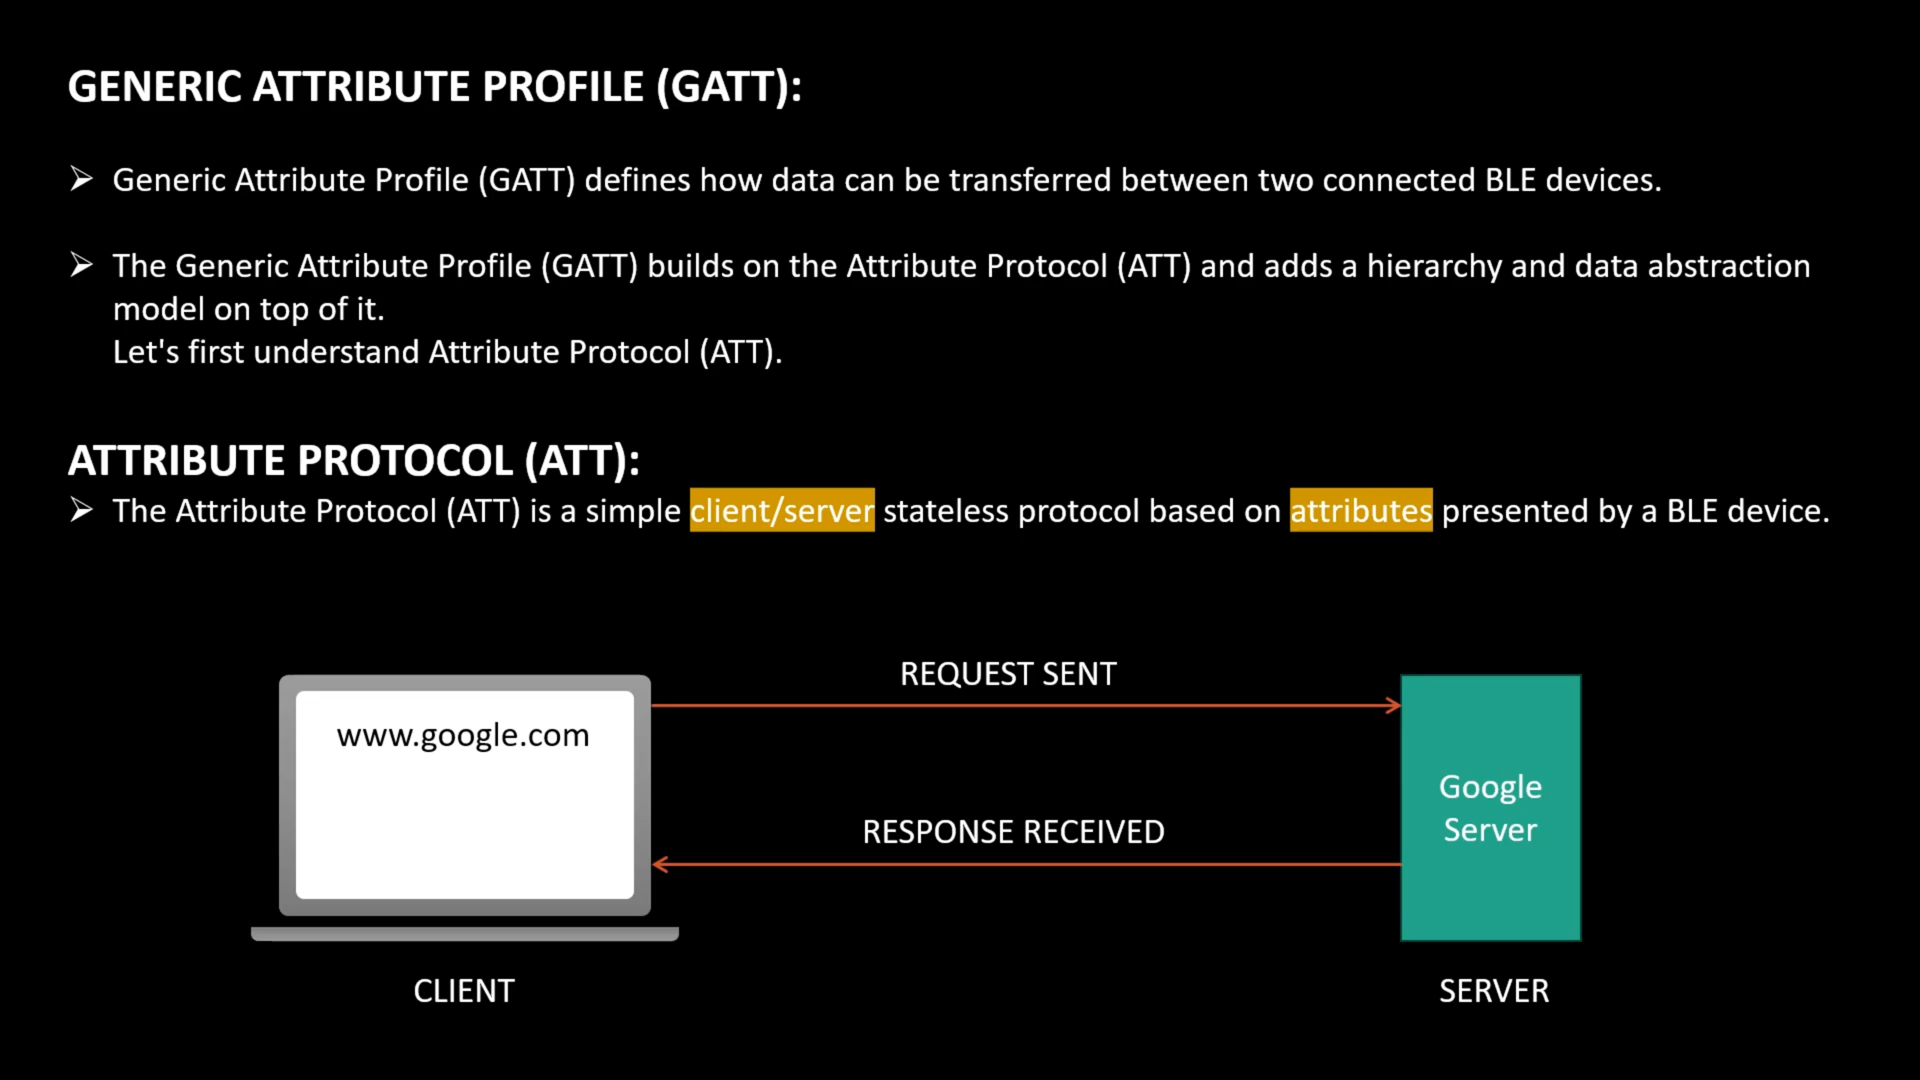 GENERIC ATTRIBUTE PROFILE (GATT):
➢ Generic Attribute Profile (GATT) defines how data can be transferred between two connected BLE devices.
➢ The Generic Attribute Profile (GATT) builds on the Attribute Protocol (ATT) and adds a hierarchy and data abstraction
model on top of it.
Let's first understand Attribute Protocol (ATT).
ATTRIBUTE PROTOCOL (ATT):
➢ The Attribute Protocol (ATT) is a simple client/server stateless protocol based on attributes presented by a BLE device.
REQUEST SENT
www.google.com
Google
Server
RESPONSE RECEIVED
CLIENT
SERVER